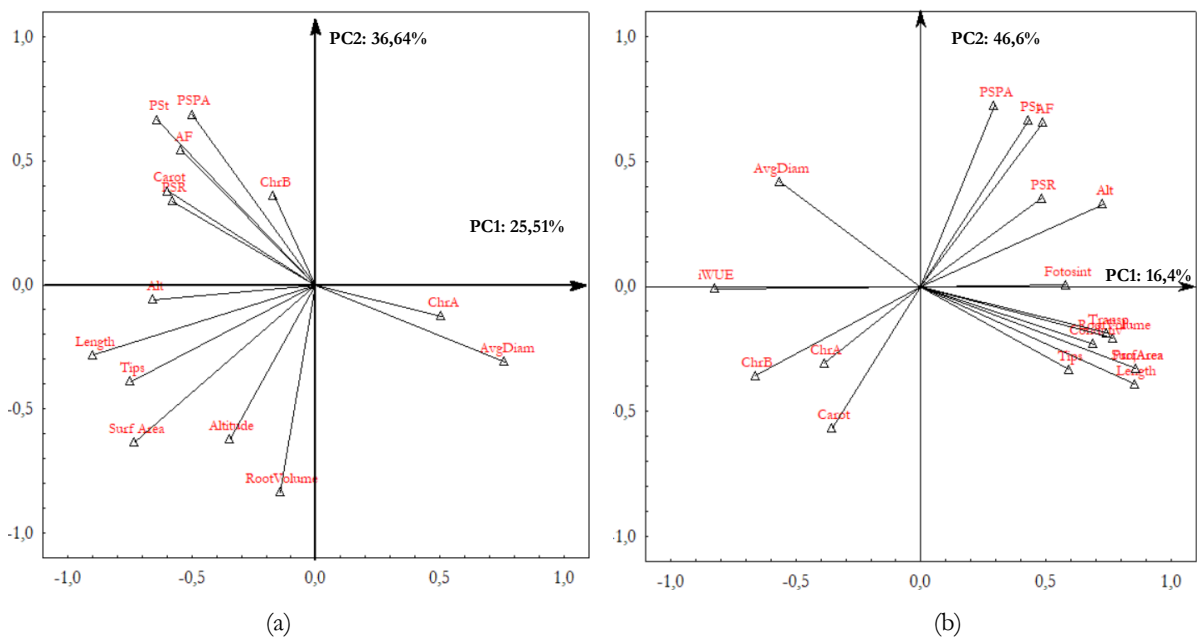 PC2: 36,64%
1,0
PSt
PSPA
AF
0,5
Carot
PSR
ChrB
PC1: 25,51%
0,0
Alt
ChrA
Length
AvgDiam
Tips
Surf Area
Altitude
-0,5
RootVolume
-1,0
-1,0
-0,5
0,0
0,5
1,0
(a)
PC2: 46,6%
1,0
PSPA
PSt
AF
0,5
AvgDiam
PSR
Alt
iWUE
Fotosint
PC1: 16,4%
0,0
Transp
RootVolume
Tips
SurfArea
Length
ChrB
ChrA
Carot
-0,5
-1,0
-1,0
-0,5
0,0
0,5
1,0
(b)